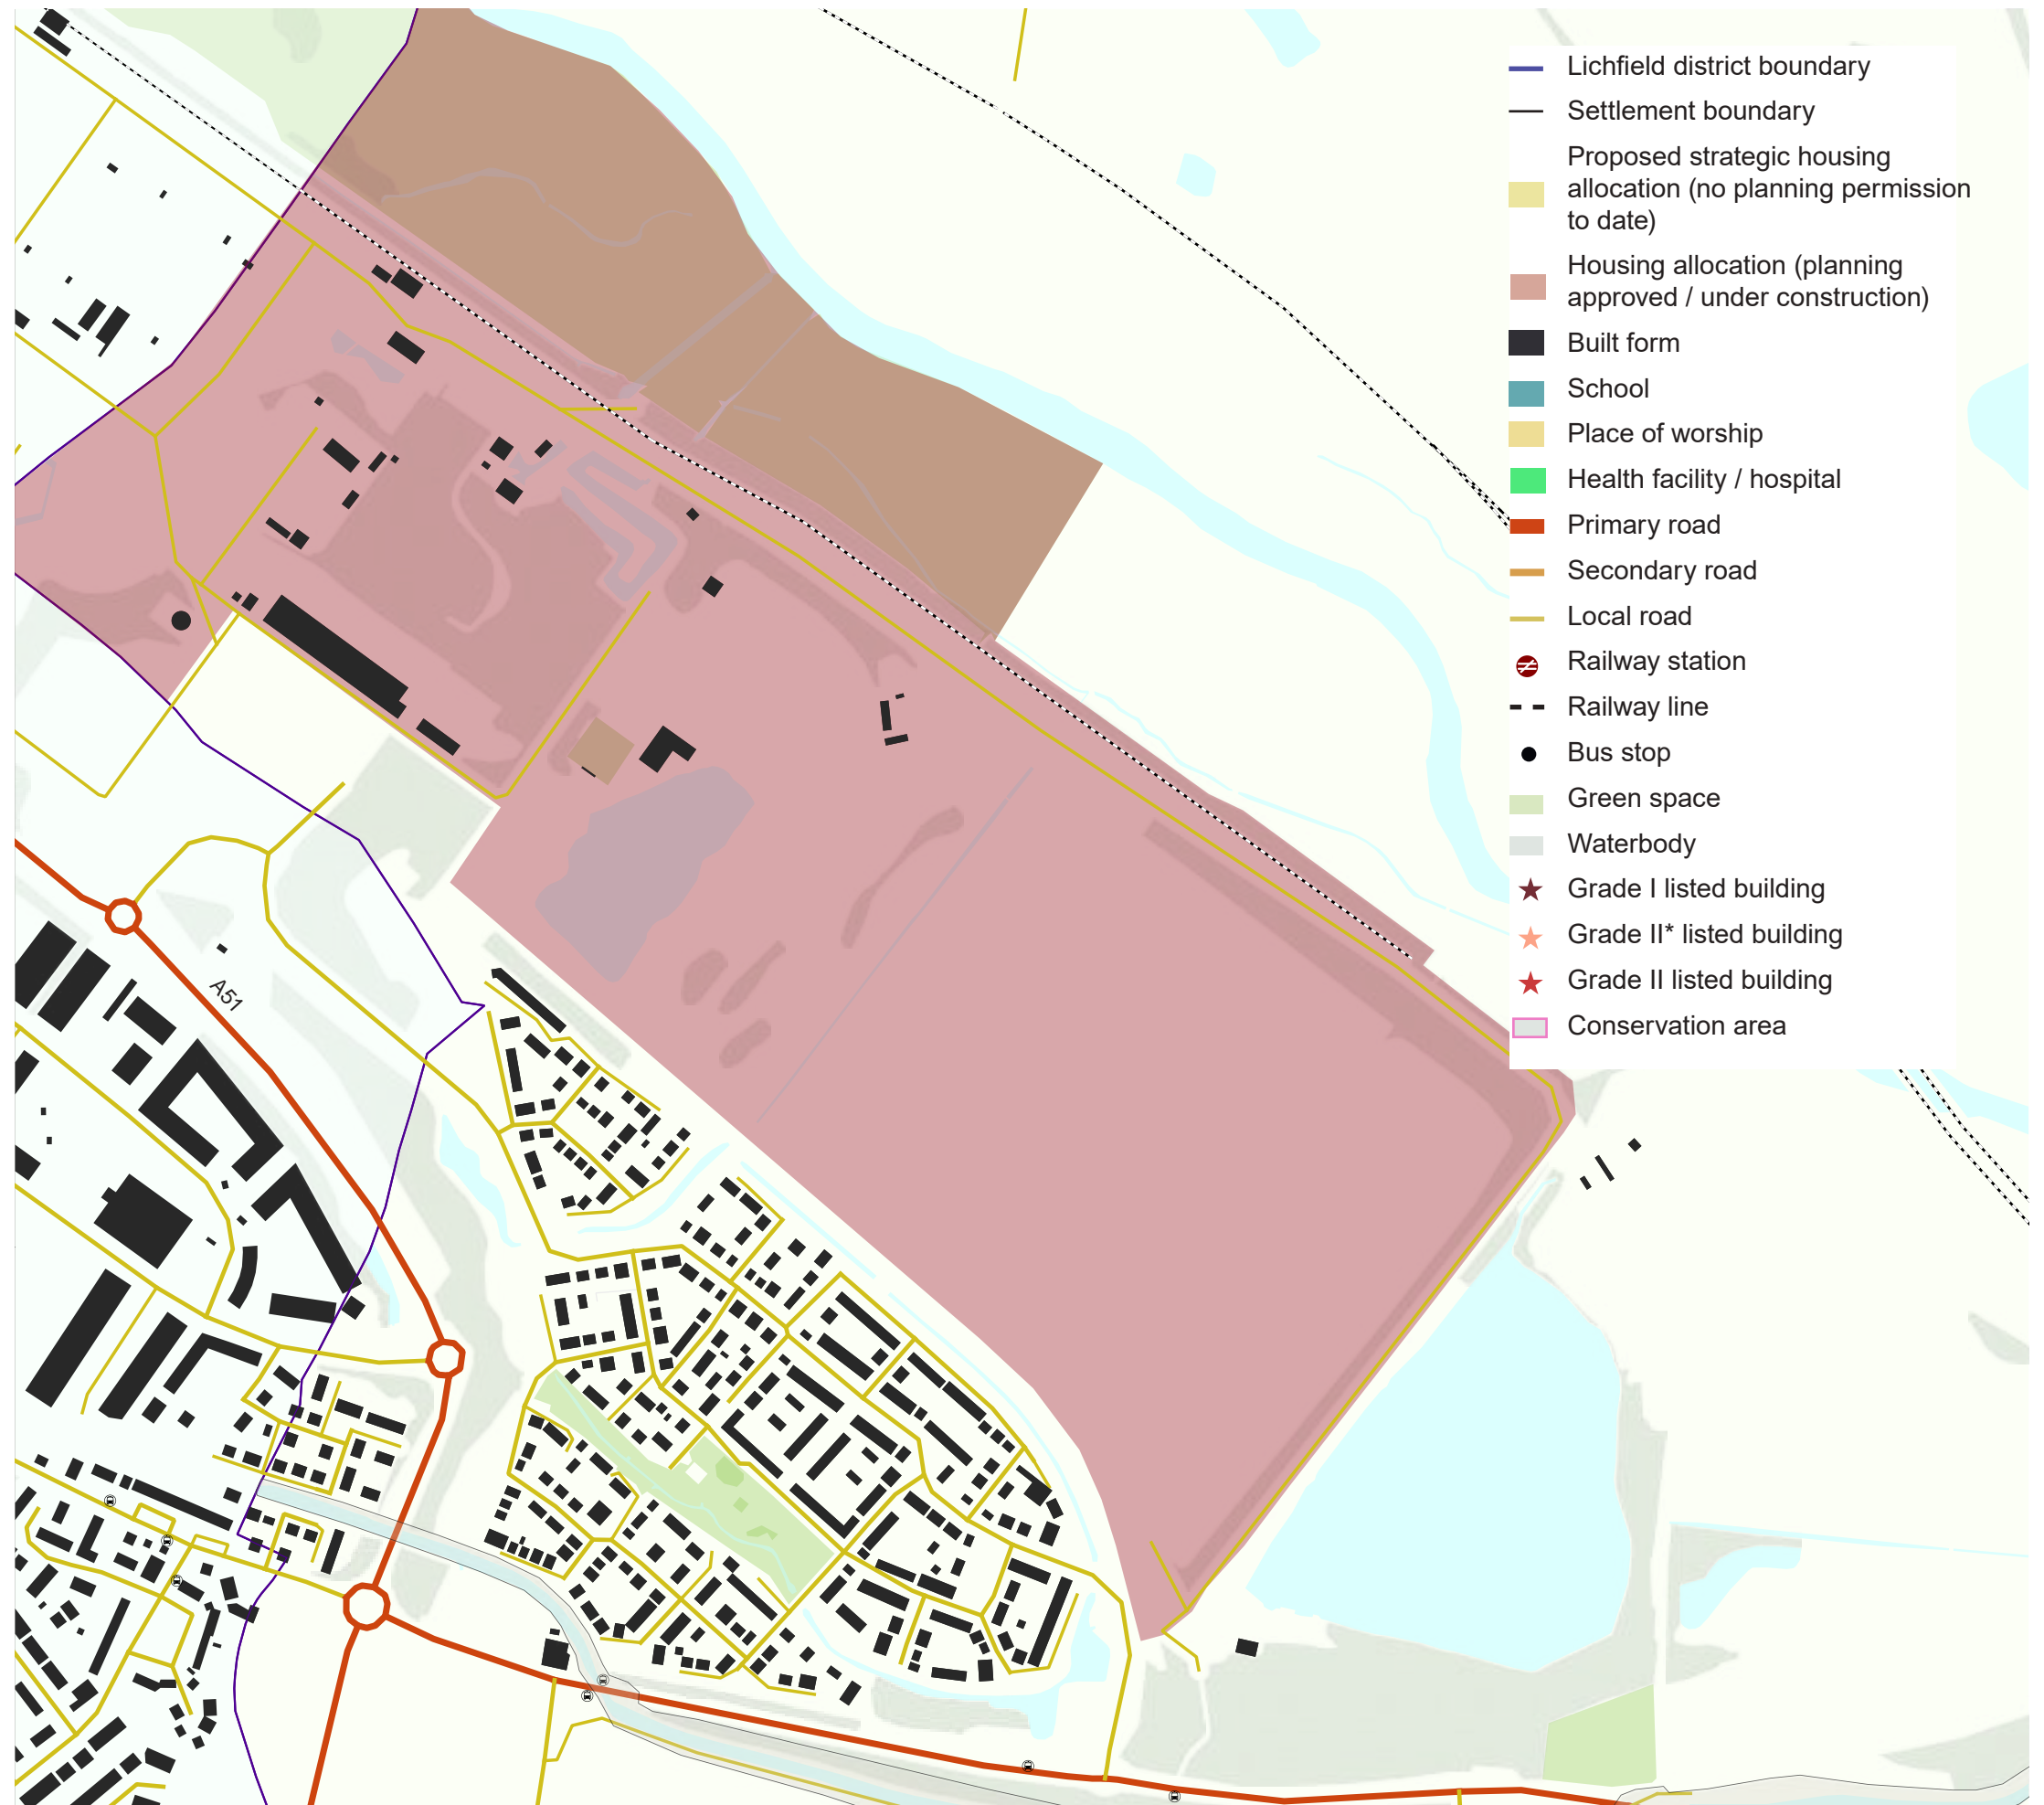 Lichfield district boundary
Settlement boundary
Proposed strategic housing
allocation (no planning permission
to date)
Housing allocation (planning
approved / under construction)
Built form
School
Place of worship
Health facility / hospital
Primary road
Secondary road
Local road
Railway station
Railway line
Bus stop
Green space
Waterbody
Grade I listed building
Grade II* listed building
Grade II listed building
Conservation area
A51